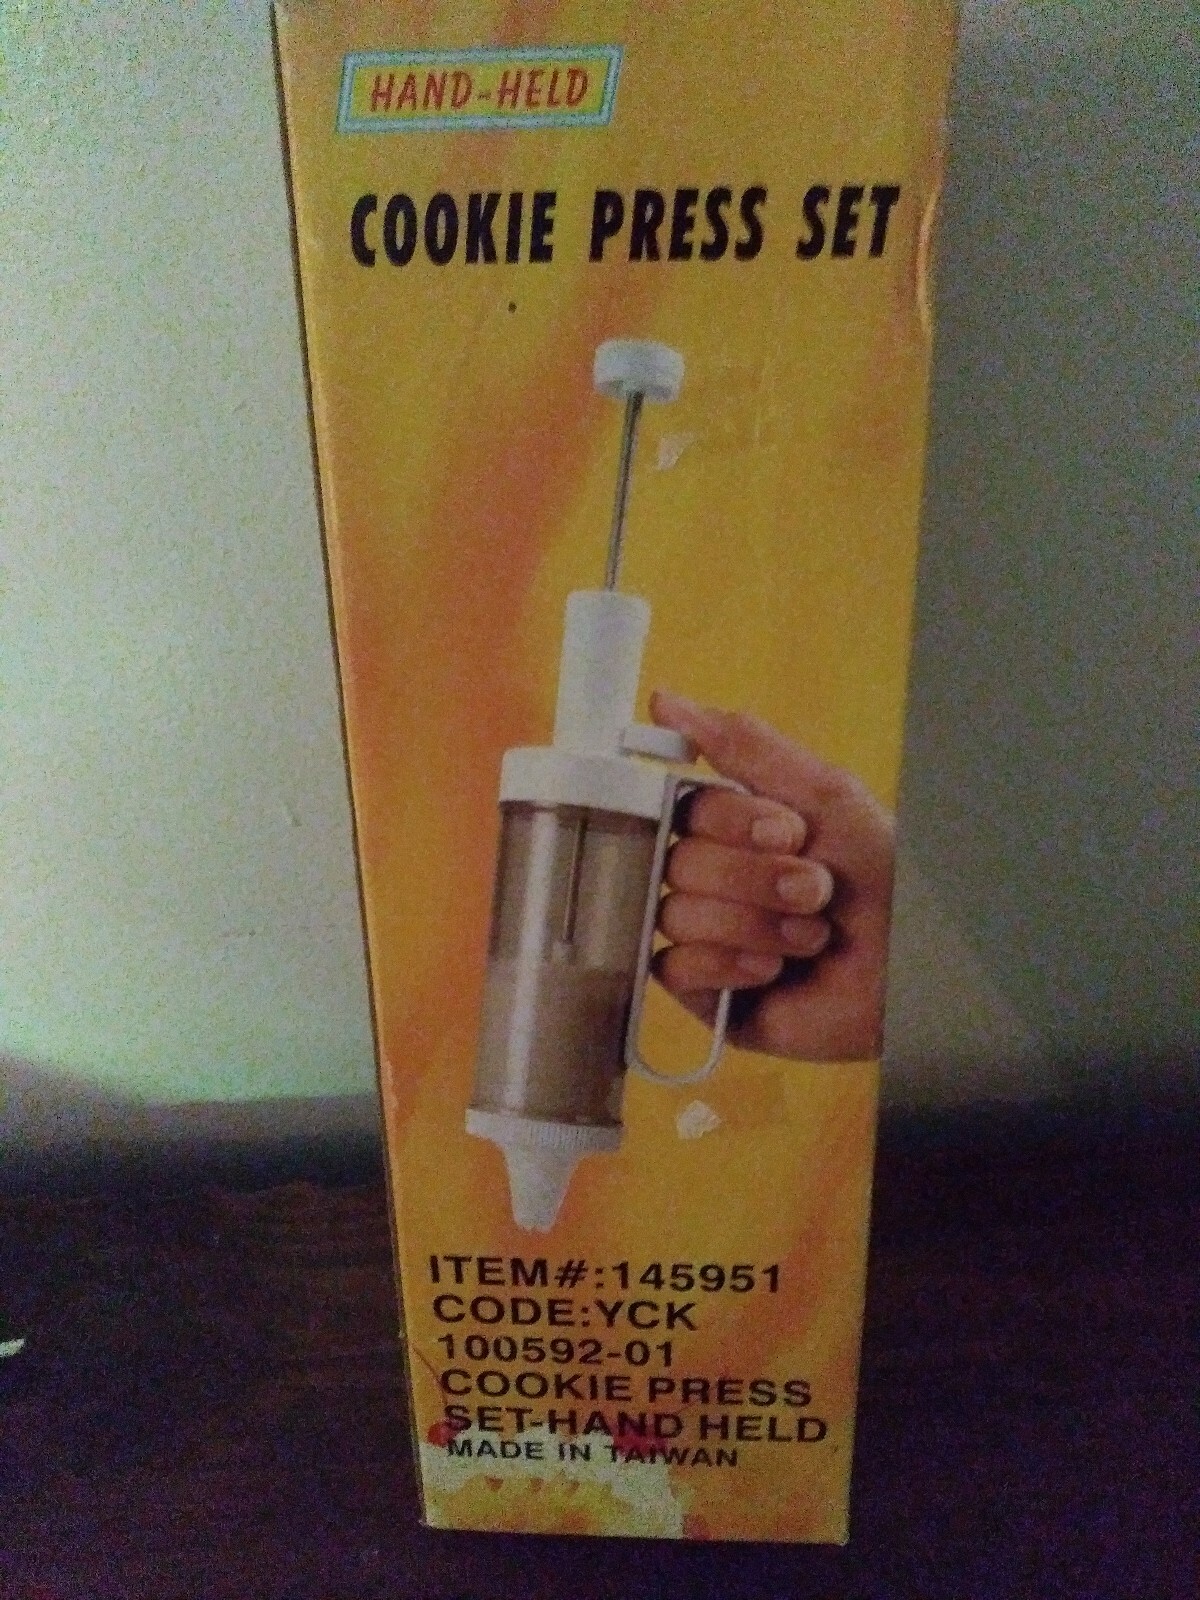 HAND-HELD
COOKIE PRESS SET
ITEM#:145951
CODE:YCK
100592-01
COOKIE PRESS
SET-HAND HELD
MADE IN TAIWAN